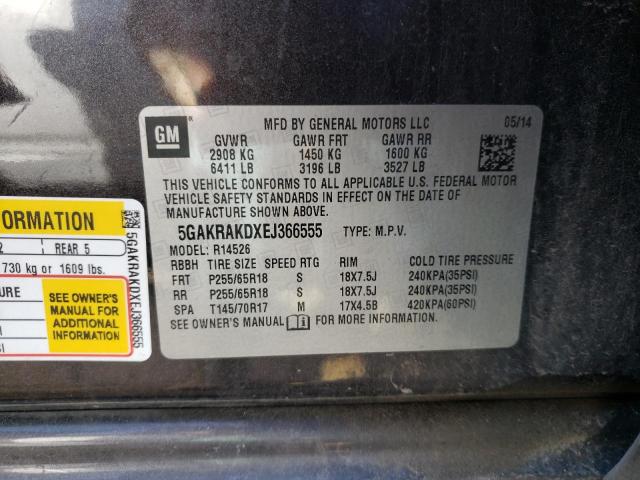 GM
MFD BY GENERAL MOTORS LLC 05/14
GVWR GAWR FRT GAWR RR
2908 KG 1450 KG 1600 KG
6411 LB 3196 LB 3527 LB
THIS VEHICLE CONFORMS TO ALL APPLICABLE U.S. FEDERAL MOTOR
VEHICLE SAFETY STANDARDS IN EFFECT ON THE DATE OF
MANUFACTURE SHOWN ABOVE.
5GAKRAKDXEJ366555 TYPE: M.P.V.
MODEL: R14526
RBBH TIRE SIZE SPEED RTG RIM COLD TIRE PRESSURE
FRT P255/65R18 S 18X7.5J 240KPA(35PSI)
RR P255/65R18 S 18X7.5J 240KPA(35PSI)
SPA T145/70R17 M 17X4.5B 420KPA(60PSI)
SEE OWNER'S MANUAL FOR MORE INFORMATION.
ORMATION
2 REAR 5
730 kg or 1609 lbs.
SURE
SEE OWNER'S
MANUAL FOR
ADDITIONAL
INFORMATION
5GAKRAKDXEJ366555